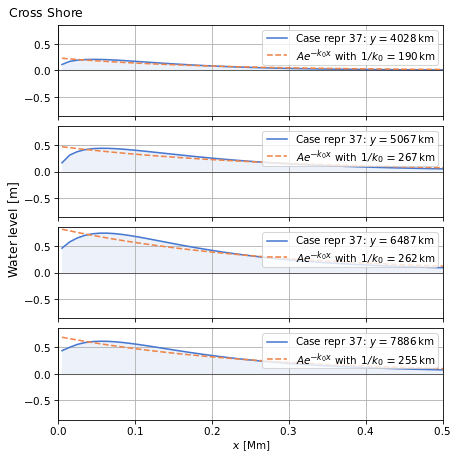 Cross Shore
Water level [m]
0.5
0.0
−0.5
Case repr 37: y = 4028 km
Ae^{−k₀x} with 1/k₀ = 190 km
0.5
0.0
−0.5
Case repr 37: y = 5067 km
Ae^{−k₀x} with 1/k₀ = 267 km
0.5
0.0
−0.5
Case repr 37: y = 6487 km
Ae^{−k₀x} with 1/k₀ = 262 km
0.5
0.0
−0.5
Case repr 37: y = 7886 km
Ae^{−k₀x} with 1/k₀ = 255 km
0.0 0.1 0.2 0.3 0.4 0.5
x [Mm]